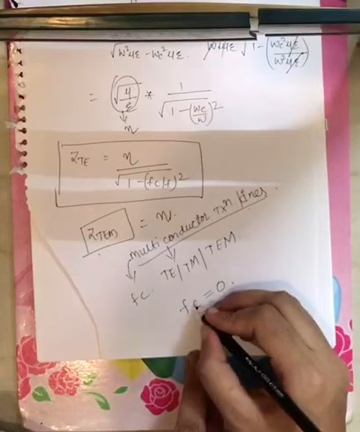 √ω²με − ωc²με   ω√με √1 − (ωc²με/ω²με)
= √(μ/ε) * 1/√(1 − (ωc/ω)²)
η
Z_TE = η/√(1 − (fc/f)²)
Z_TEM = η.
multi conductor Txⁿ lines.
fc. TE/TM/TEM
fc = 0.